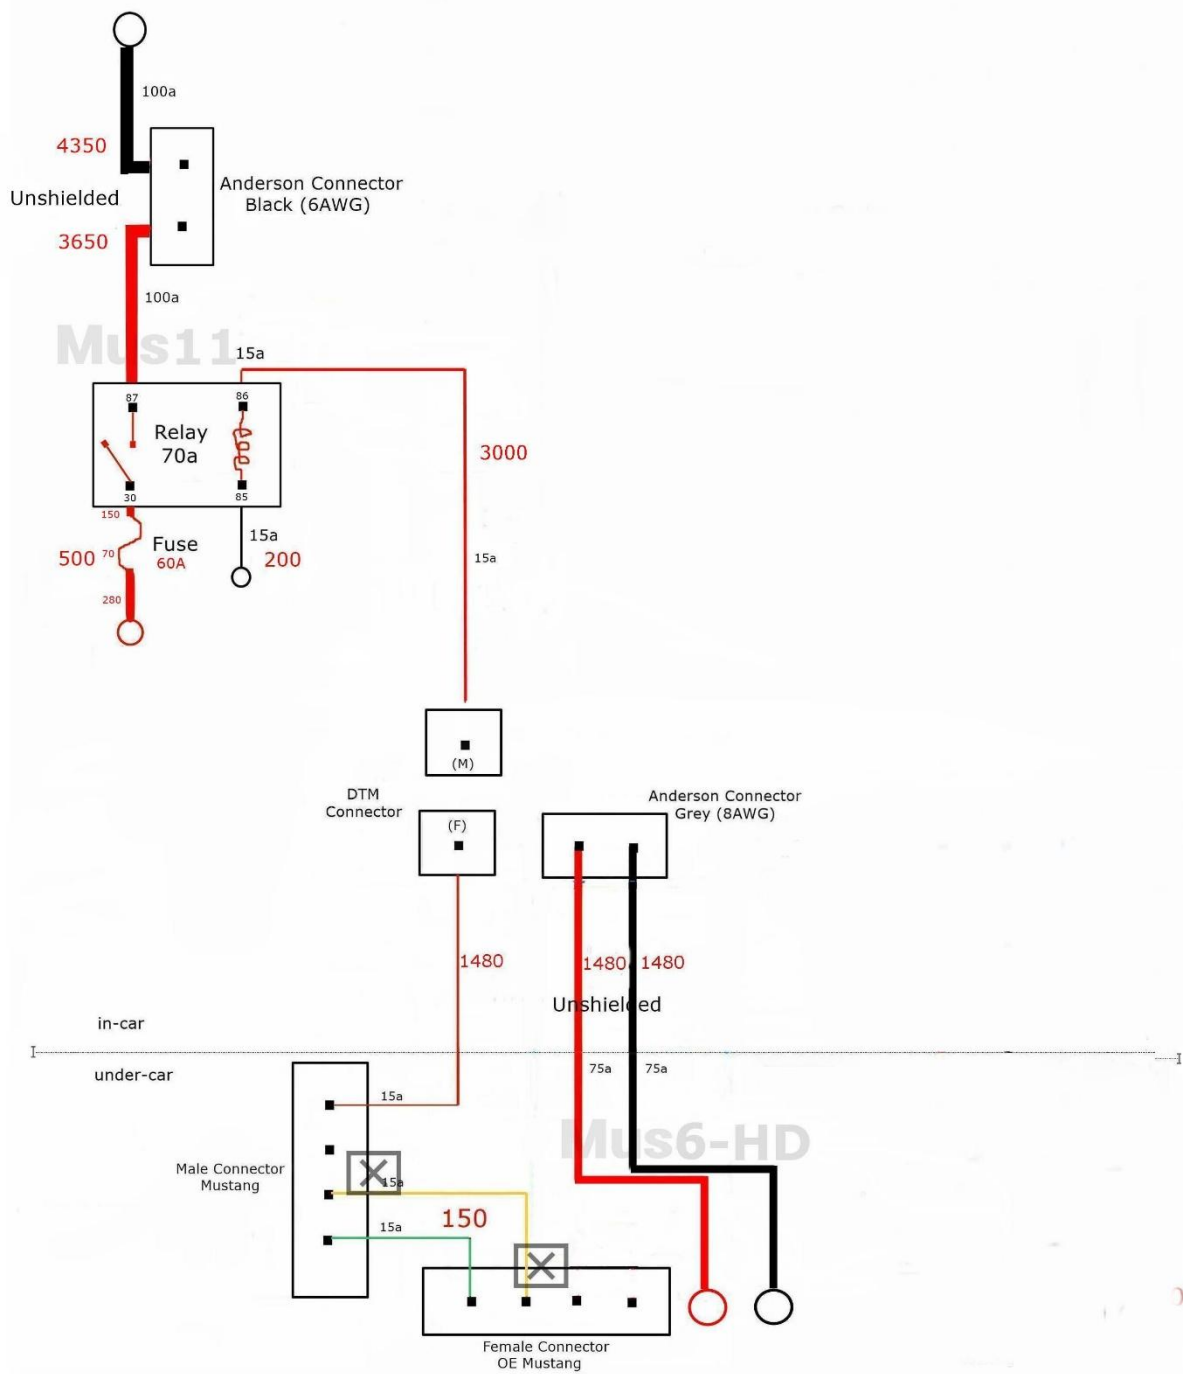 100a
4350
Anderson Connector
Black (6AWG)
Unshielded
3650
100a
Mus11
15a
87
86
Relay
70a
3000
30
85
150
15a
Fuse
500
70
60A
200
15a
280
(M)
DTM
Connector
Anderson Connector
Grey (8AWG)
(F)
1480
1480
1480
Unshielded
in-car
under-car
75a
75a
15a
Mus6-HD
Male Connector
Mustang
15a
150
15a
Female Connector
OE Mustang